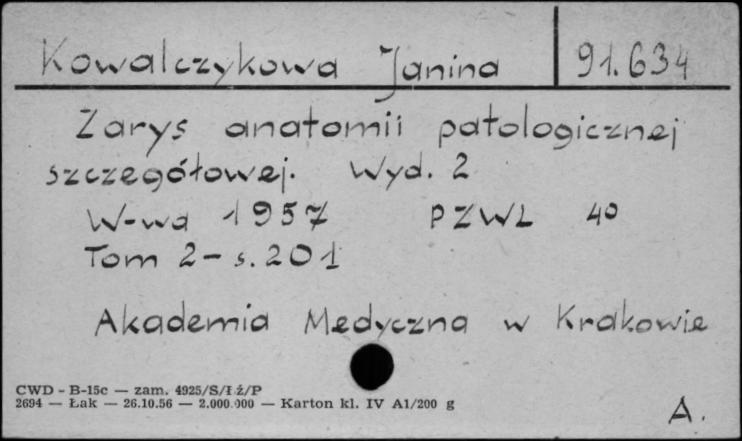 Kowalczykowa Janina 91.634
Zarys anatomii patologicznej
szczegółowej. Wyd. 2
W-wa 1957 PZWL 4°
Tom 2 - s. 201
Akademia Medyczna w Krakowie
CWD - B-15c — zam. 4925/S/Ł ź/P
2694 — Łak — 26.10.56 — 2.000.000 — Karton kl. IV A1/200 g
A.